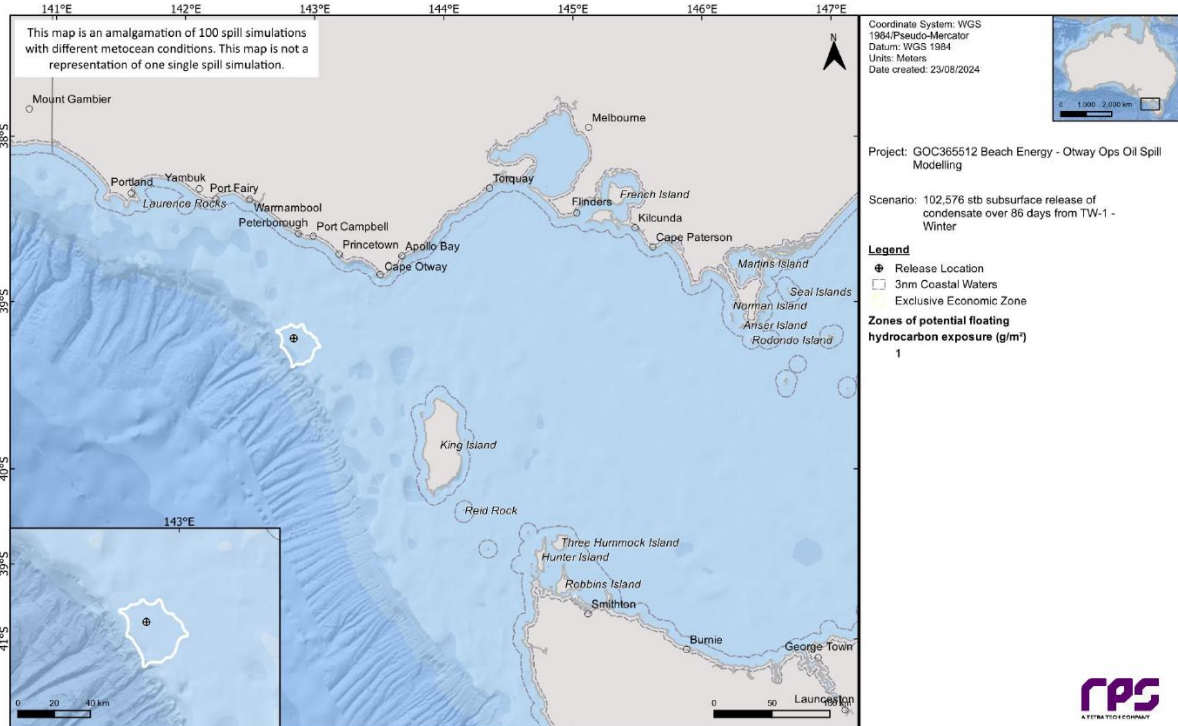 141°E
142°E
143°E
144°E
145°E
146°E
147°E
This map is an amalgamation of 100 spill simulations
with different metocean conditions. This map is not a
representation of one single spill simulation.
N
Mount Gambier
Melbourne
38°S
Portland
Yambuk
Port Fairy
Laurence Rocks
Warrnambool
Peterborough
Port Campbell
Princetown
Apollo Bay
Cape Otway
Torquay
Flinders
French Island
Kilcunda
Cape Paterson
Martins Island
39°S
Seal Islands
Norman Island
Anser Island
Rodondo Island
King Island
40°S
Reid Rock
Three Hummock Island
Hunter Island
Robbins Island
Smithton
41°S
Burnie
George Town
Launceston
0 50 100 km
143°E
39°S
0 20 40 km
Coordinate System: WGS
1984/Pseudo-Mercator
Datum: WGS 1984
Units: Meters
Date created: 23/08/2024
0 1,000 2,000 km
Project: GOC365512 Beach Energy - Otway Ops Oil Spill
Modelling
Scenario: 102,576 stb subsurface release of
condensate over 86 days from TW-1 -
Winter
Legend
Release Location
3nm Coastal Waters
Exclusive Economic Zone
Zones of potential floating
hydrocarbon exposure (g/m²)
1
rps
A TETRA TECH COMPANY